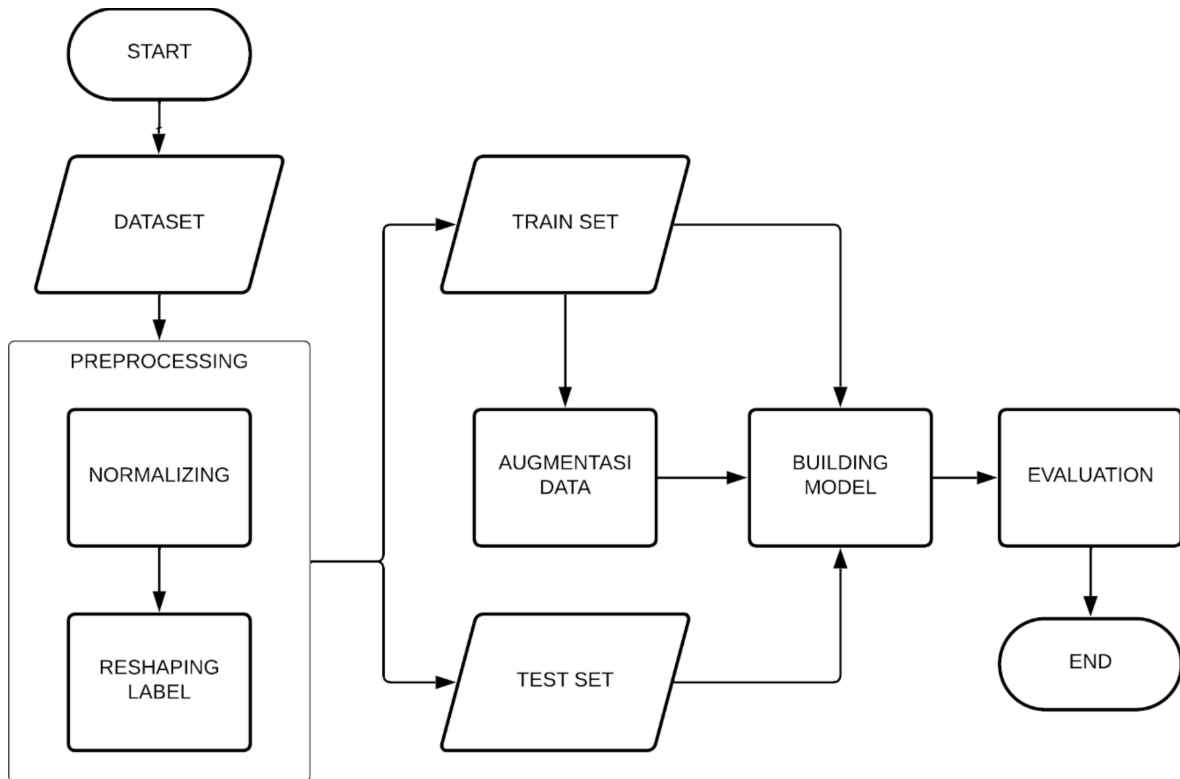 START
DATASET
PREPROCESSING
NORMALIZING
RESHAPING
LABEL
TRAIN SET
AUGMENTASI
DATA
TEST SET
BUILDING
MODEL
EVALUATION
END